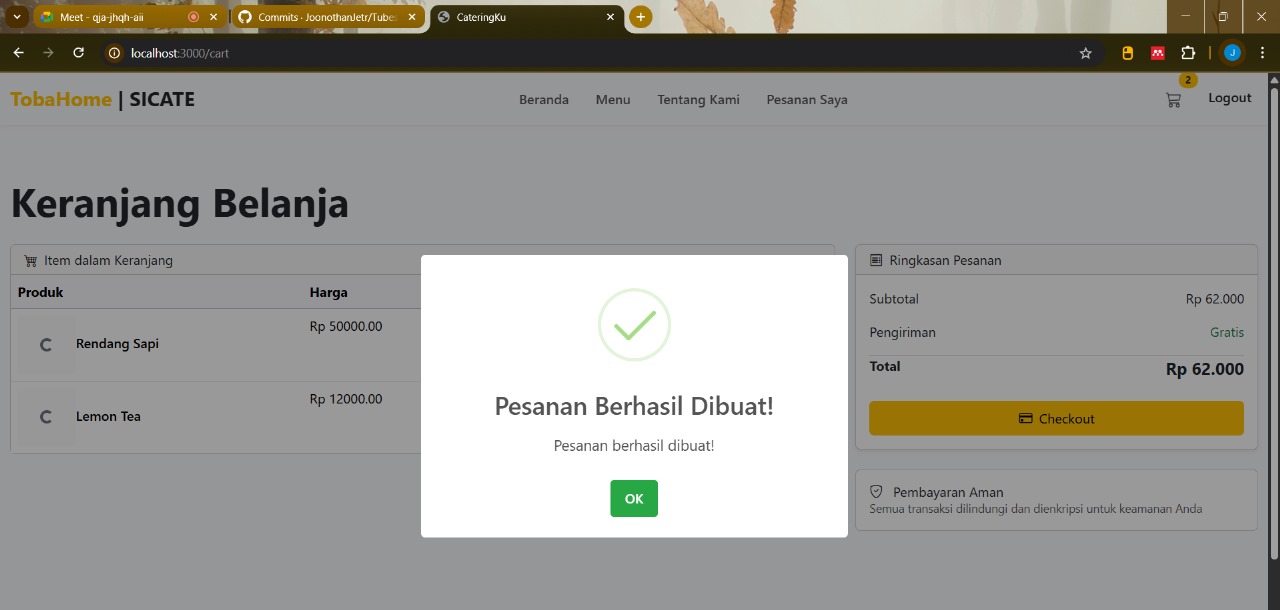 Meet - qja-jhqh-aii
Commits · JoonothanJetr/Tubes
CateringKu
localhost:3000/cart
J
TobaHome | SICATE
Beranda
Menu
Tentang Kami
Pesanan Saya
2
Logout
Keranjang Belanja
Item dalam Keranjang
Produk
Harga
C
Rendang Sapi
Rp 50000.00
C
Lemon Tea
Rp 12000.00
Pesanan Berhasil Dibuat!
Pesanan berhasil dibuat!
OK
Ringkasan Pesanan
Subtotal
Rp 62.000
Pengiriman
Gratis
Total
Rp 62.000
Checkout
Pembayaran Aman
Semua transaksi dilindungi dan dienkripsi untuk keamanan Anda